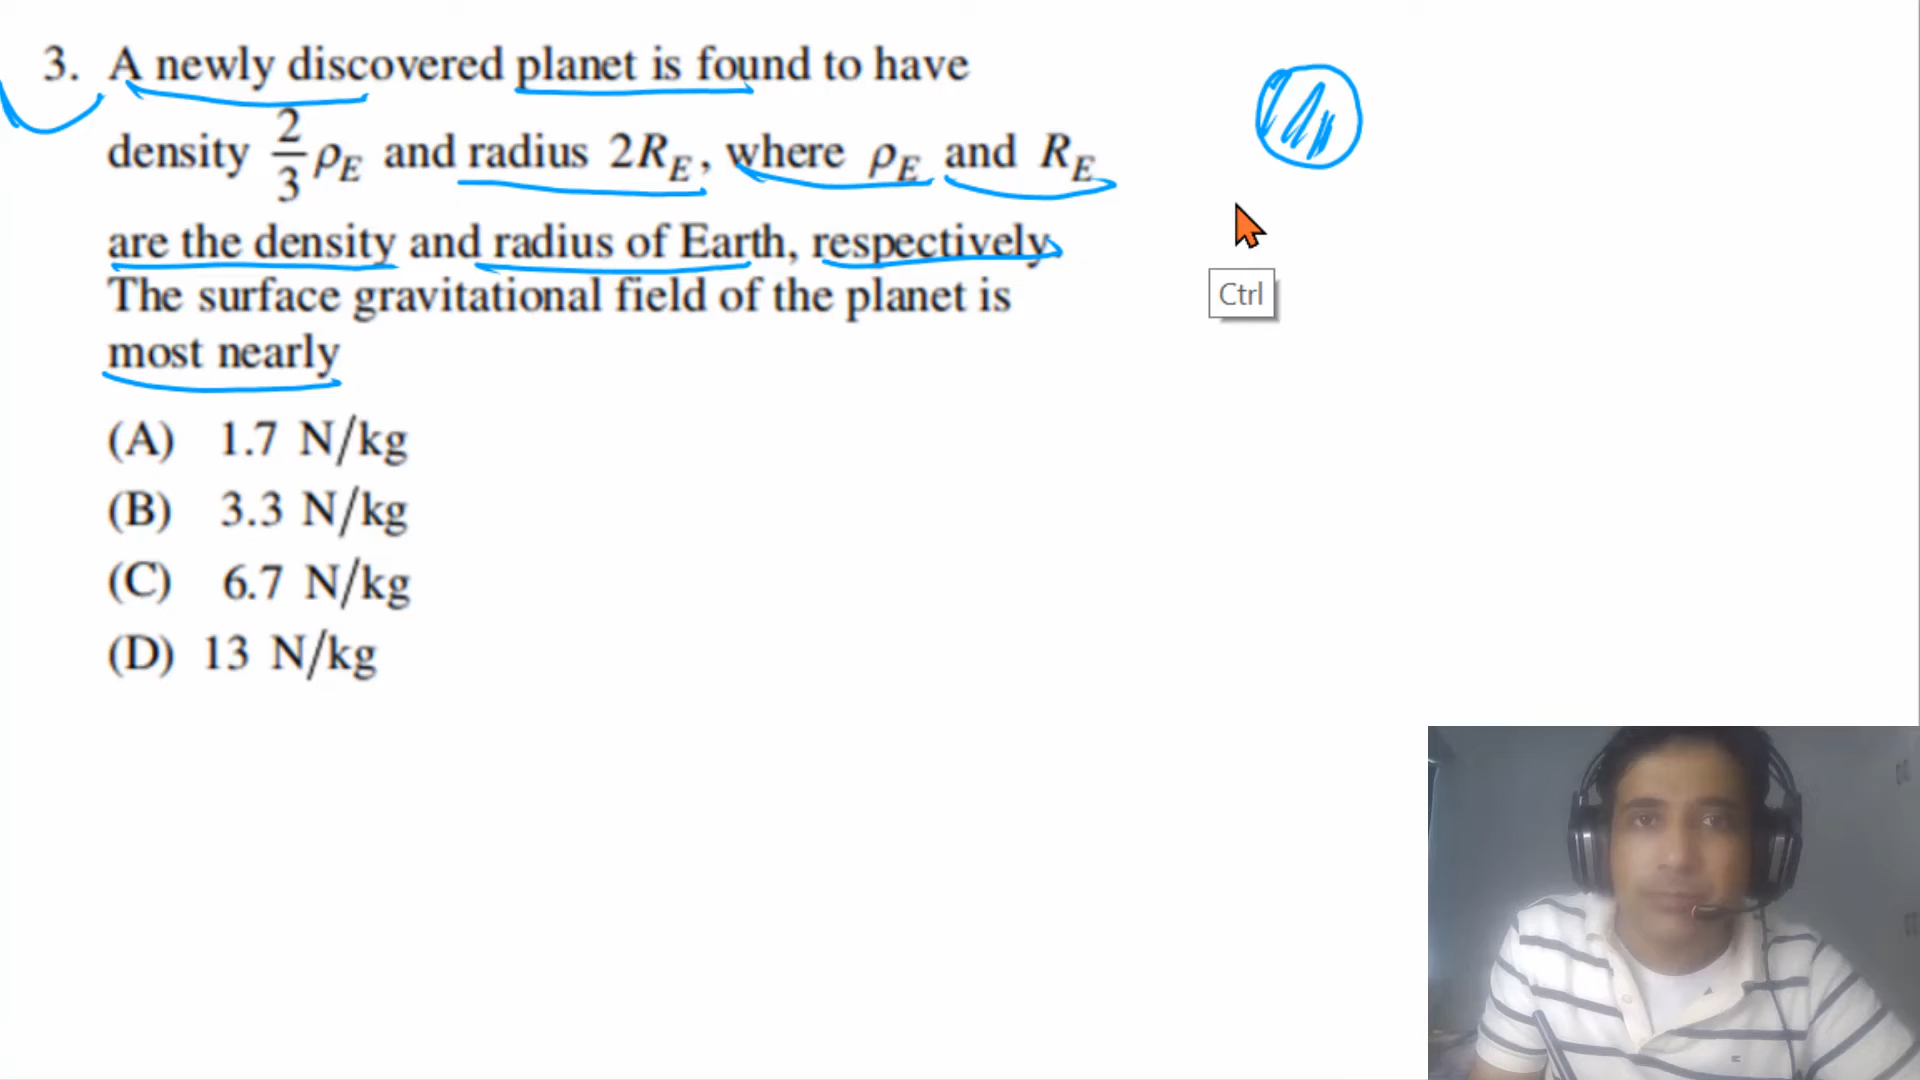 3. A newly discovered planet is found to have
density 2/3 ρE and radius 2RE, where ρE and RE
are the density and radius of Earth, respectively.
The surface gravitational field of the planet is
most nearly
(A) 1.7 N/kg
(B) 3.3 N/kg
(C) 6.7 N/kg
(D) 13 N/kg
Ctrl